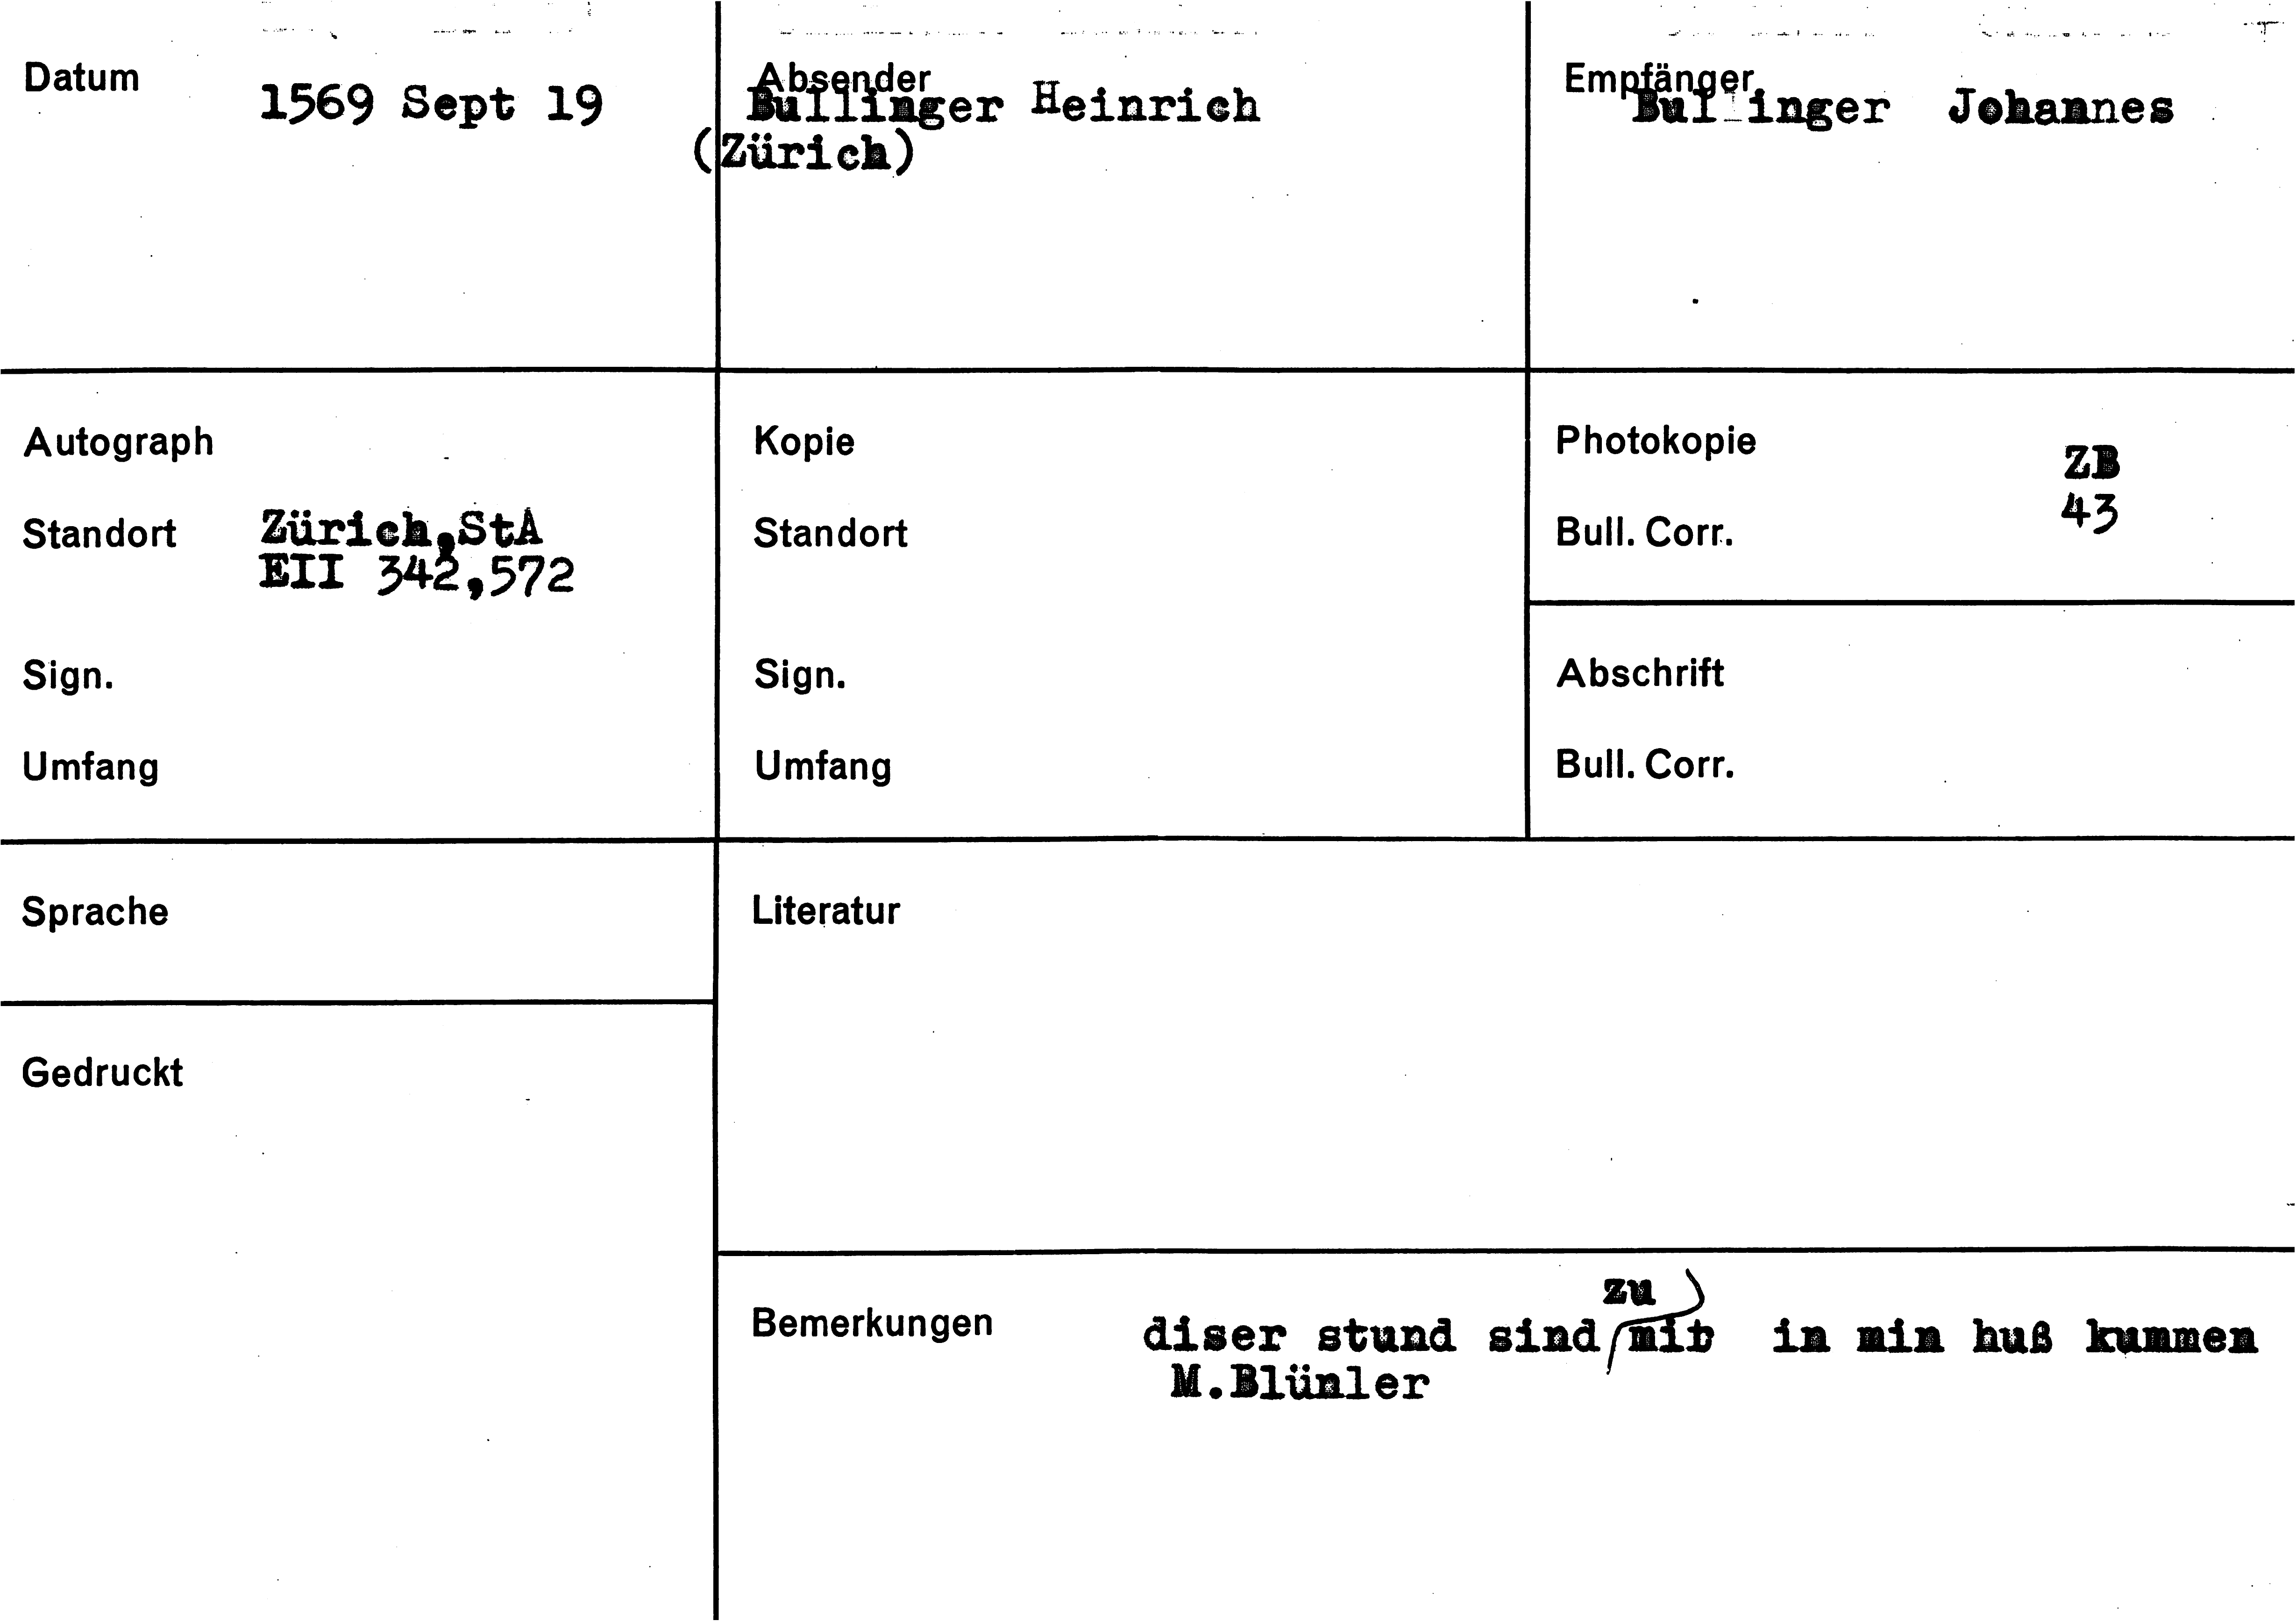 Datum 1569 Sept 19
Absender
Bullinger Heinrich
(Zürich)
Empfänger
Bullinger Johannes
Autograph
Standort Zürich,StA
EII 342,572
Sign.
Umfang
Kopie
Standort
Sign.
Umfang
Photokopie ZB
Bull. Corr. 43
Abschrift
Bull. Corr.
Sprache
Literatur
Gedruckt
zu
Bemerkungen diser stund sind mit in min huß kummen
M.Blünler